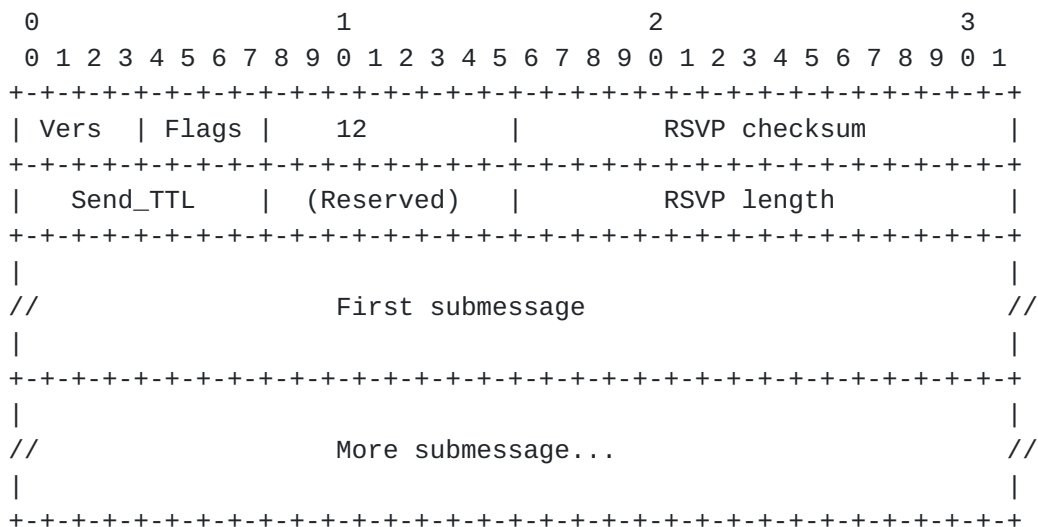 0                   1                   2                   3
 0 1 2 3 4 5 6 7 8 9 0 1 2 3 4 5 6 7 8 9 0 1 2 3 4 5 6 7 8 9 0 1
+-+-+-+-+-+-+-+-+-+-+-+-+-+-+-+-+-+-+-+-+-+-+-+-+-+-+-+-+-+-+-+-+
| Vers  | Flags |    12         |         RSVP checksum         |
+-+-+-+-+-+-+-+-+-+-+-+-+-+-+-+-+-+-+-+-+-+-+-+-+-+-+-+-+-+-+-+-+
|   Send_TTL    |  (Reserved)   |         RSVP length           |
+-+-+-+-+-+-+-+-+-+-+-+-+-+-+-+-+-+-+-+-+-+-+-+-+-+-+-+-+-+-+-+-+
|                                                               |
//                   First submessage                           //
|                                                               |
+-+-+-+-+-+-+-+-+-+-+-+-+-+-+-+-+-+-+-+-+-+-+-+-+-+-+-+-+-+-+-+-+
|                                                               |
//                   More submessage...                         //
|                                                               |
+-+-+-+-+-+-+-+-+-+-+-+-+-+-+-+-+-+-+-+-+-+-+-+-+-+-+-+-+-+-+-+-+